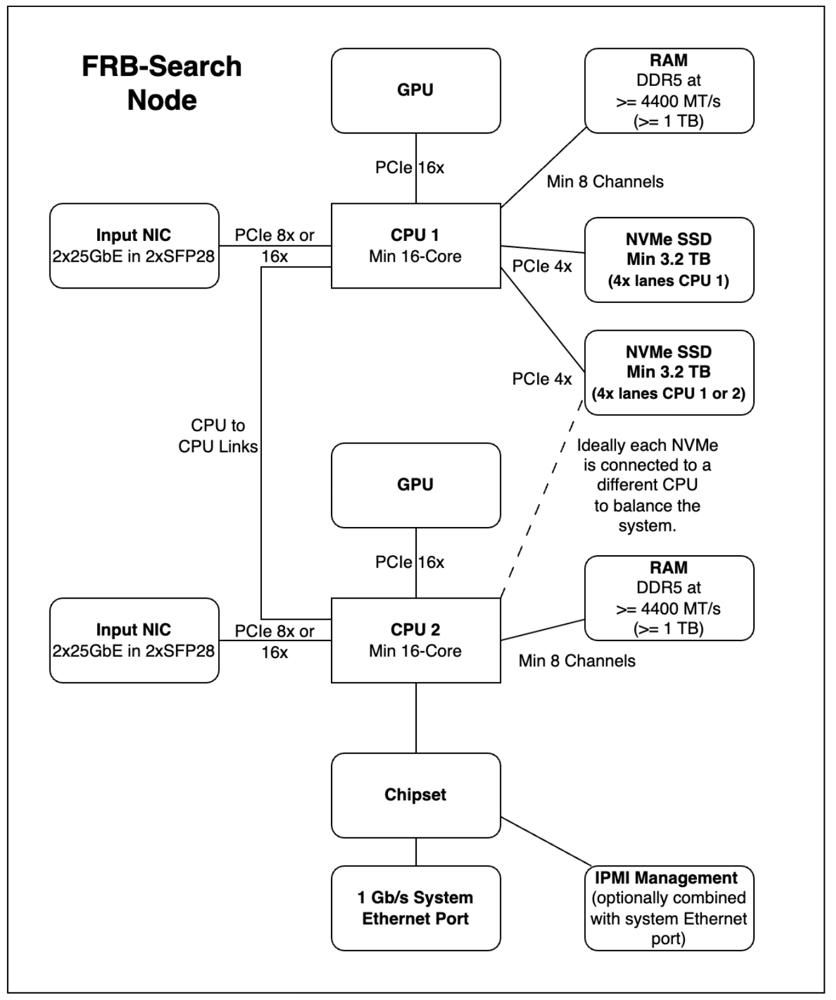 FRB-Search
Node
GPU
RAM
DDR5 at
>= 4400 MT/s
(>= 1 TB)
PCIe 16x
Min 8 Channels
Input NIC
2x25GbE in 2xSFP28
PCIe 8x or
16x
CPU 1
Min 16-Core
NVMe SSD
Min 3.2 TB
(4x lanes CPU 1)
PCIe 4x
NVMe SSD
Min 3.2 TB
(4x lanes CPU 1 or 2)
PCIe 4x
CPU to
CPU Links
Ideally each NVMe
is connected to a
different CPU
to balance the
system.
GPU
PCIe 16x
RAM
DDR5 at
>= 4400 MT/s
(>= 1 TB)
Input NIC
2x25GbE in 2xSFP28
PCIe 8x or
16x
CPU 2
Min 16-Core
Min 8 Channels
Chipset
1 Gb/s System
Ethernet Port
IPMI Management
(optionally combined
with system Ethernet
port)